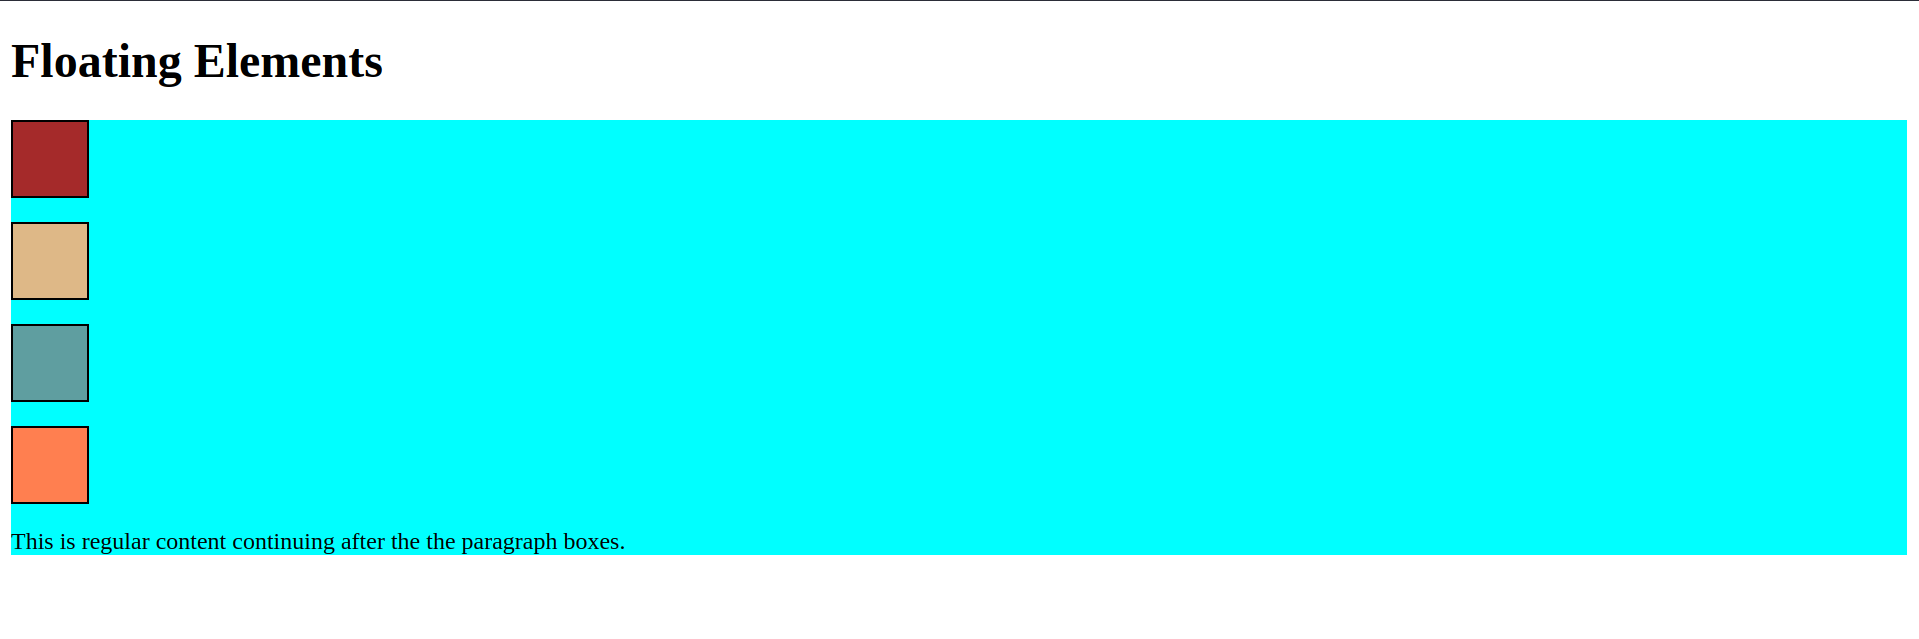 Floating Elements
This is regular content continuing after the the paragraph boxes.